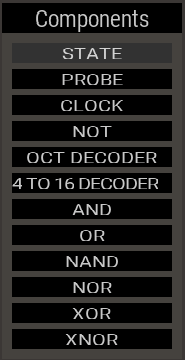 Components
STATE
PROBE
CLOCK
NOT
OCT DECODER
4 TO 16 DECODER
AND
OR
NAND
NOR
XOR
XNOR